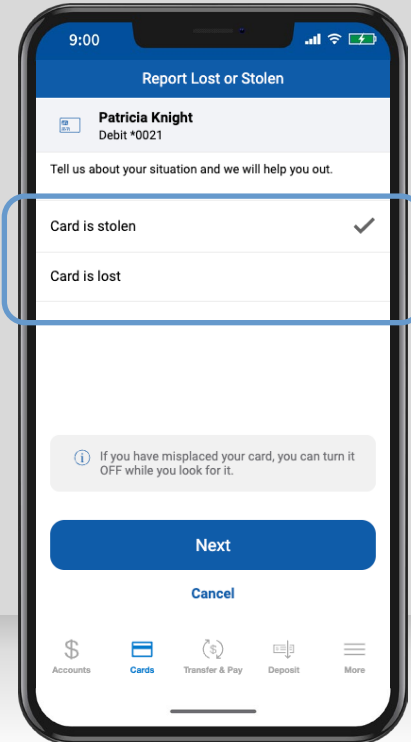 9:00
Report Lost or Stolen
Patricia Knight
Debit *0021
Tell us about your situation and we will help you out.
Card is stolen
Card is lost
If you have misplaced your card, you can turn it
OFF while you look for it.
Next
Cancel
$
Accounts Cards Transfer & Pay Deposit More